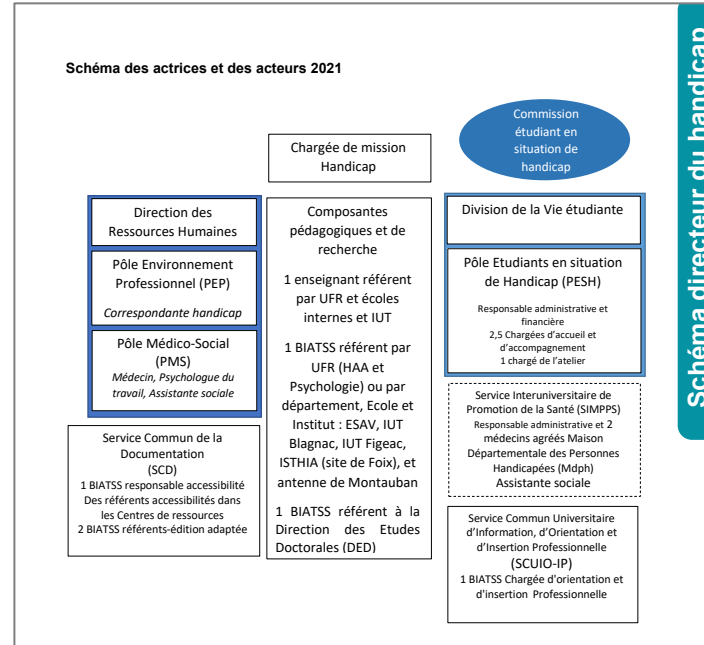 Schéma des actrices et des acteurs 2021
Commission
étudiant en
situation de
handicap
Chargée de mission
Handicap
Direction des
Ressources Humaines
Pôle Environnement
Professionnel (PEP)
Correspondante handicap
Pôle Médico-Social
(PMS)
Médecin, Psychologue du
travail, Assistante sociale
Service Commun de la
Documentation
(SCD)
1 BIATSS responsable accessibilité
Des référents accessibilités dans
les Centres de ressources
2 BIATSS référents-édition adaptée
Composantes
pédagogiques et de
recherche
1 enseignant référent
par UFR et écoles
internes et IUT
1 BIATSS référent par
UFR (HAA et
Psychologie) ou par
département, Ecole et
Institut : ESAV, IUT
Blagnac, IUT Figeac,
ISTHIA (site de Foix), et
antenne de Montauban
1 BIATSS référent à la
Direction des Etudes
Doctorales (DED)
Division de la Vie étudiante
Pôle Etudiants en situation
de Handicap (PESH)
Responsable administrative et
financière
2,5 Chargées d'accueil et
d'accompagnement
1 chargé de l'atelier
Service Interuniversitaire de
Promotion de la Santé (SIMPPS)
Responsable administrative et 2
médecins agréés Maison
Départementale des Personnes
Handicapées (Mdph)
Assistante sociale
Service Commun Universitaire
d'Information, d'Orientation et
d'Insertion Professionnelle
(SCUIO-IP)
1 BIATSS Chargée d'orientation et
d'insertion Professionnelle
Schéma directeur du handicap